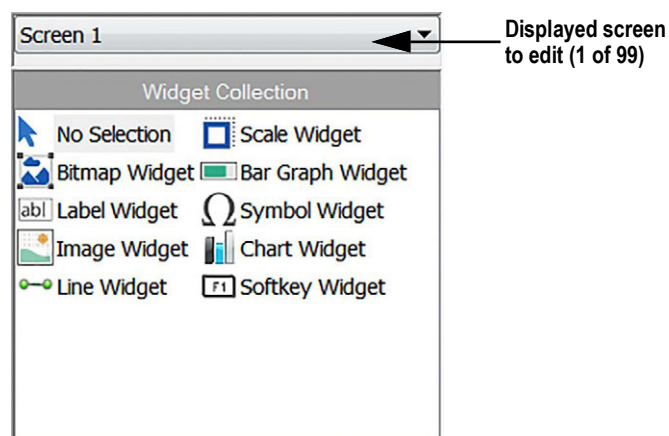 Screen 1
Displayed screen
to edit (1 of 99)
Widget Collection
No Selection
Scale Widget
Bitmap Widget
Bar Graph Widget
abl Label Widget
Ω Symbol Widget
Image Widget
Chart Widget
Line Widget
F1 Softkey Widget